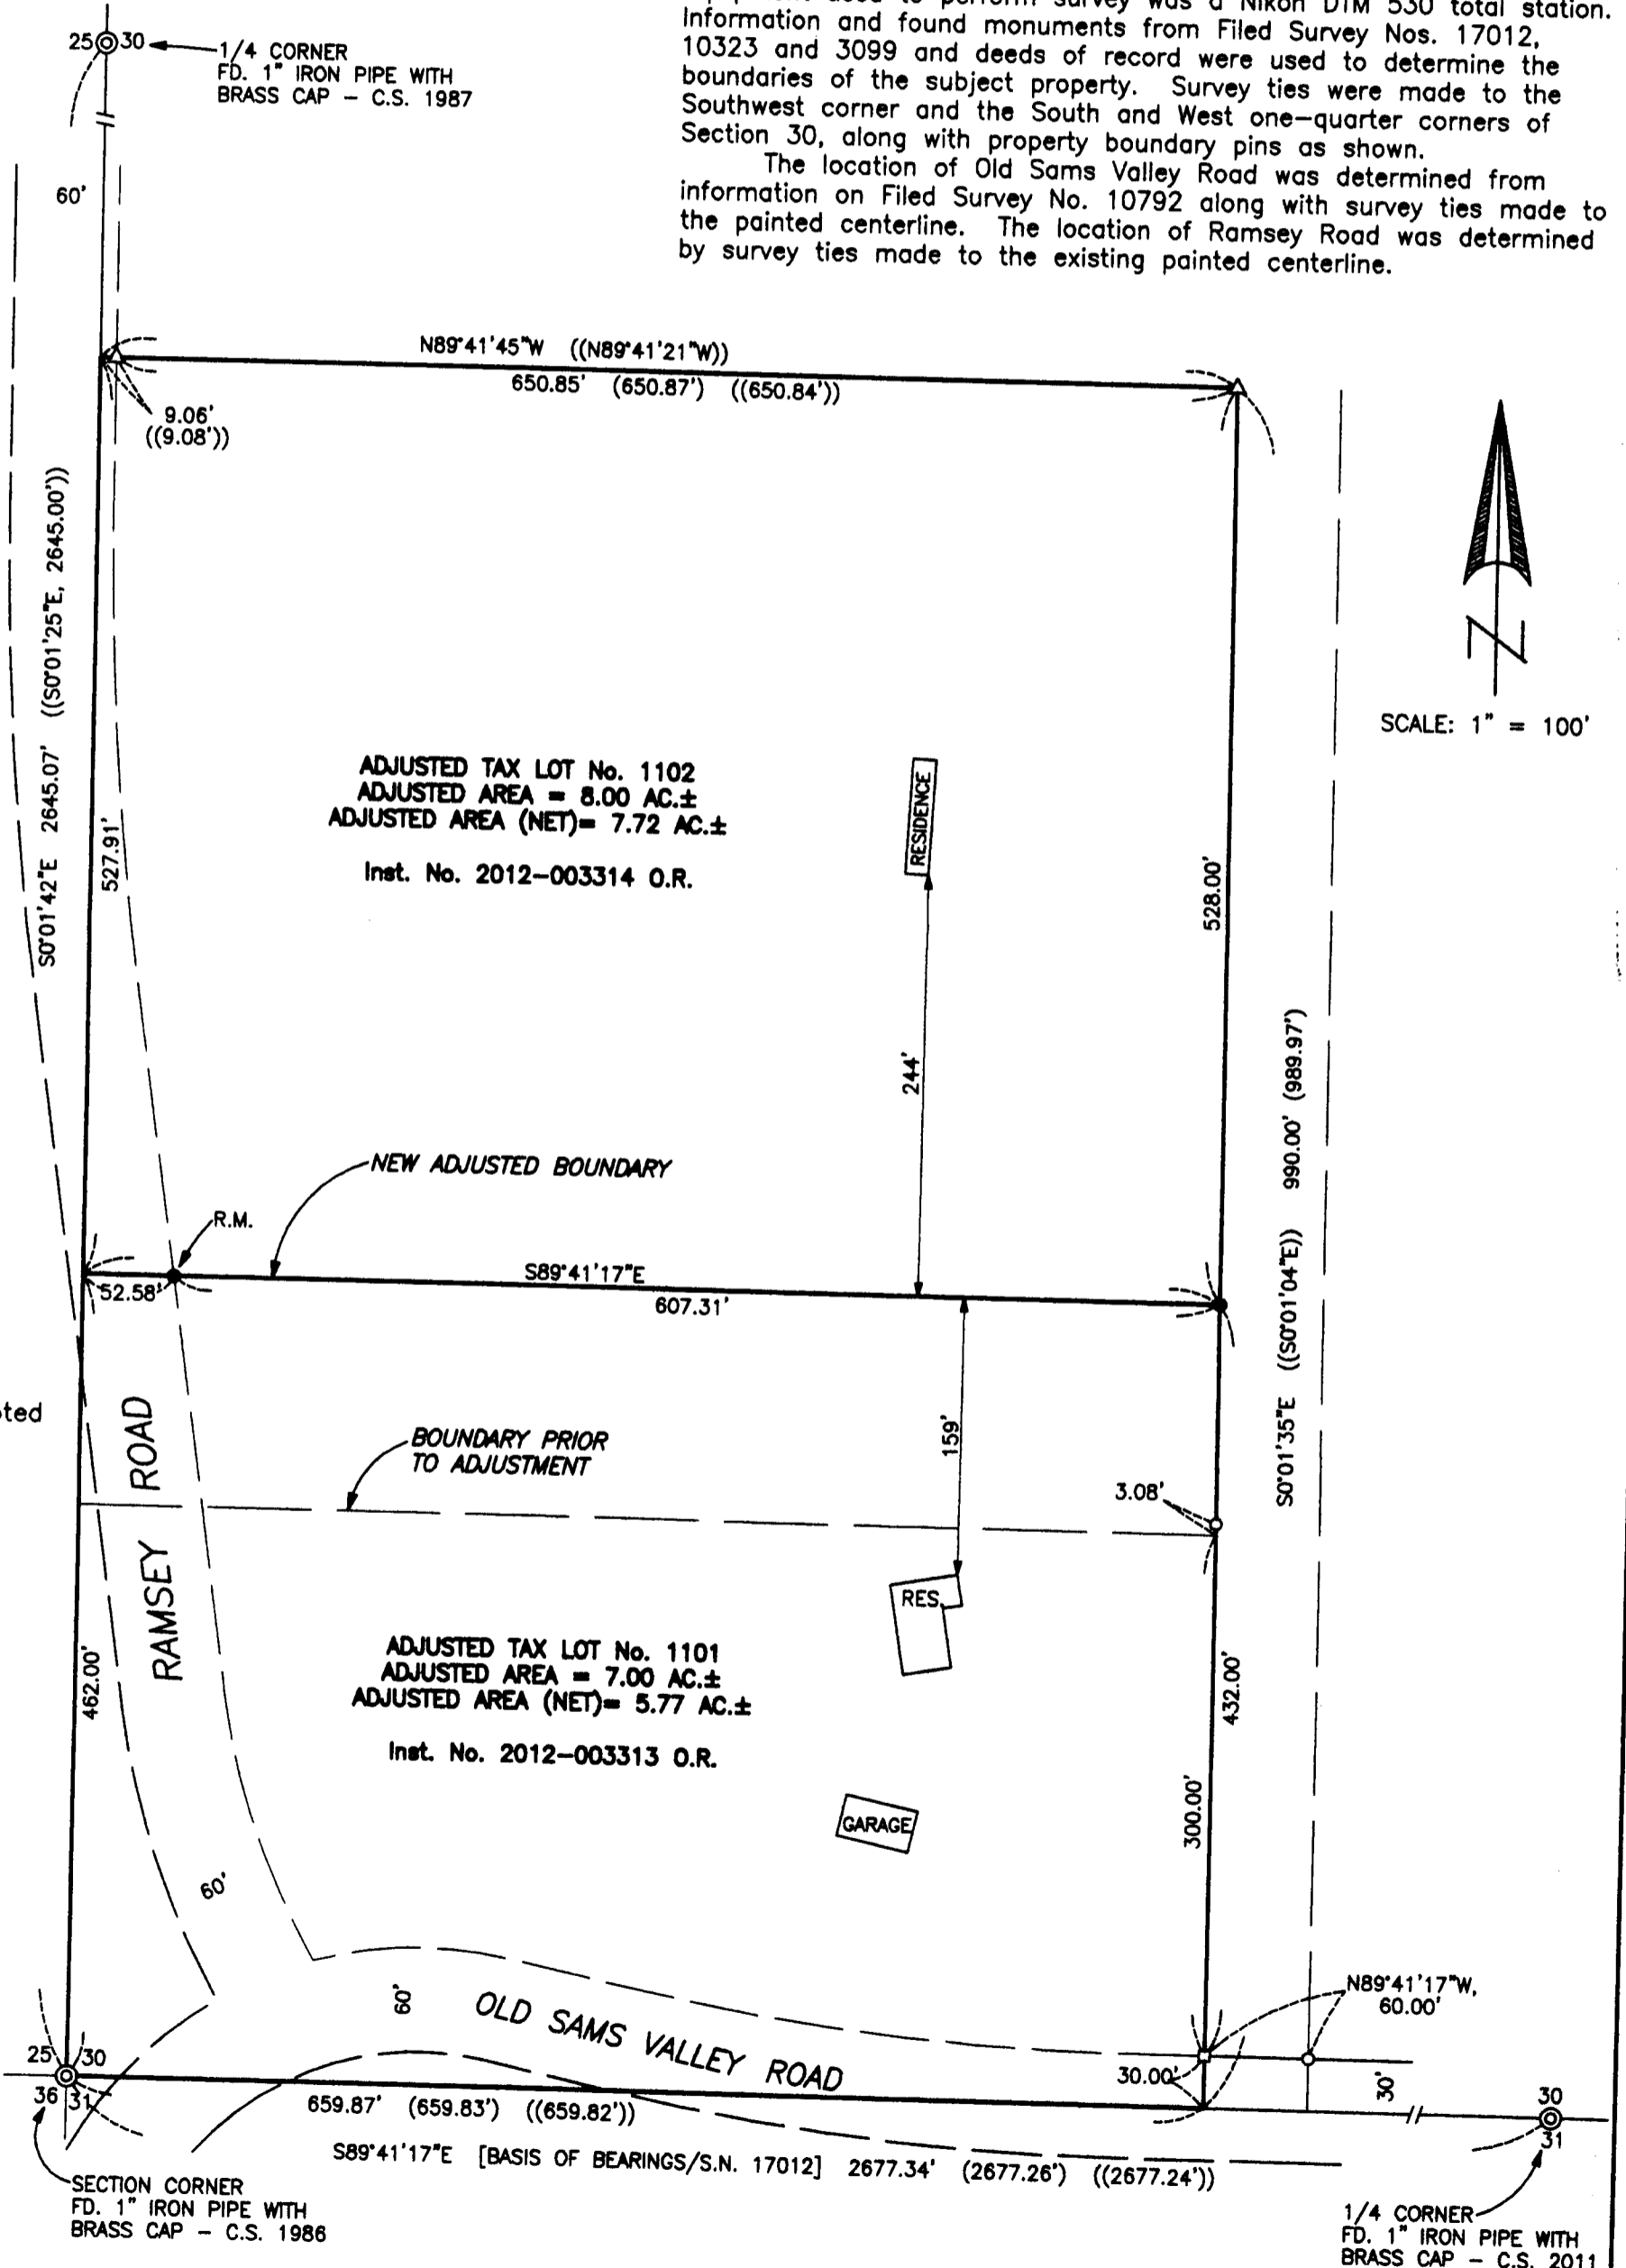 equipment used to perform survey was a Nikon DTM 530 total station.
Information and found monuments from Filed Survey Nos. 17012,
10323 and 3099 and deeds of record were used to determine the
boundaries of the subject property. Survey ties were made to the
Southwest corner and the South and West one-quarter corners of
Section 30, along with property boundary pins as shown.
The location of Old Sams Valley Road was determined from
information on Filed Survey No. 10792 along with survey ties made to
the painted centerline. The location of Ramsey Road was determined
by survey ties made to the existing painted centerline.
25 30
1/4 CORNER
FD. 1" IRON PIPE WITH
BRASS CAP - C.S. 1987
60'
N89°41'45"W ((N89°41'21"W))
650.85' (650.87') ((650.84'))
9.06'
((9.08'))
S0°01'42"E 2645.07' ((S0°01'25"E, 2645.00'))
527.91'
N
SCALE: 1" = 100'
ADJUSTED TAX LOT No. 1102
ADJUSTED AREA = 8.00 AC.±
ADJUSTED AREA (NET)= 7.72 AC.±
Inst. No. 2012-003314 O.R.
RESIDENCE
528.00'
244'
S0°01'35"E ((S0°01'04"E)) 990.00' (989.97')
NEW ADJUSTED BOUNDARY
R.M.
52.58'
S89°41'17"E
607.31'
ted
RAMSEY ROAD
BOUNDARY PRIOR
TO ADJUSTMENT
159'
3.08'
RES.
462.00'
ADJUSTED TAX LOT No. 1101
ADJUSTED AREA = 7.00 AC.±
ADJUSTED AREA (NET)= 5.77 AC.±
Inst. No. 2012-003313 O.R.
432.00'
300.00'
GARAGE
60'
60'
OLD SAMS VALLEY ROAD
N89°41'17"W,
60.00'
30.00'
30'
25 30
36 31
30
31
659.87' (659.83') ((659.82'))
S89°41'17"E [BASIS OF BEARINGS/S.N. 17012] 2677.34' (2677.26') ((2677.24'))
SECTION CORNER
FD. 1" IRON PIPE WITH
BRASS CAP - C.S. 1986
1/4 CORNER
FD. 1" IRON PIPE WITH
BRASS CAP - C.S. 2011